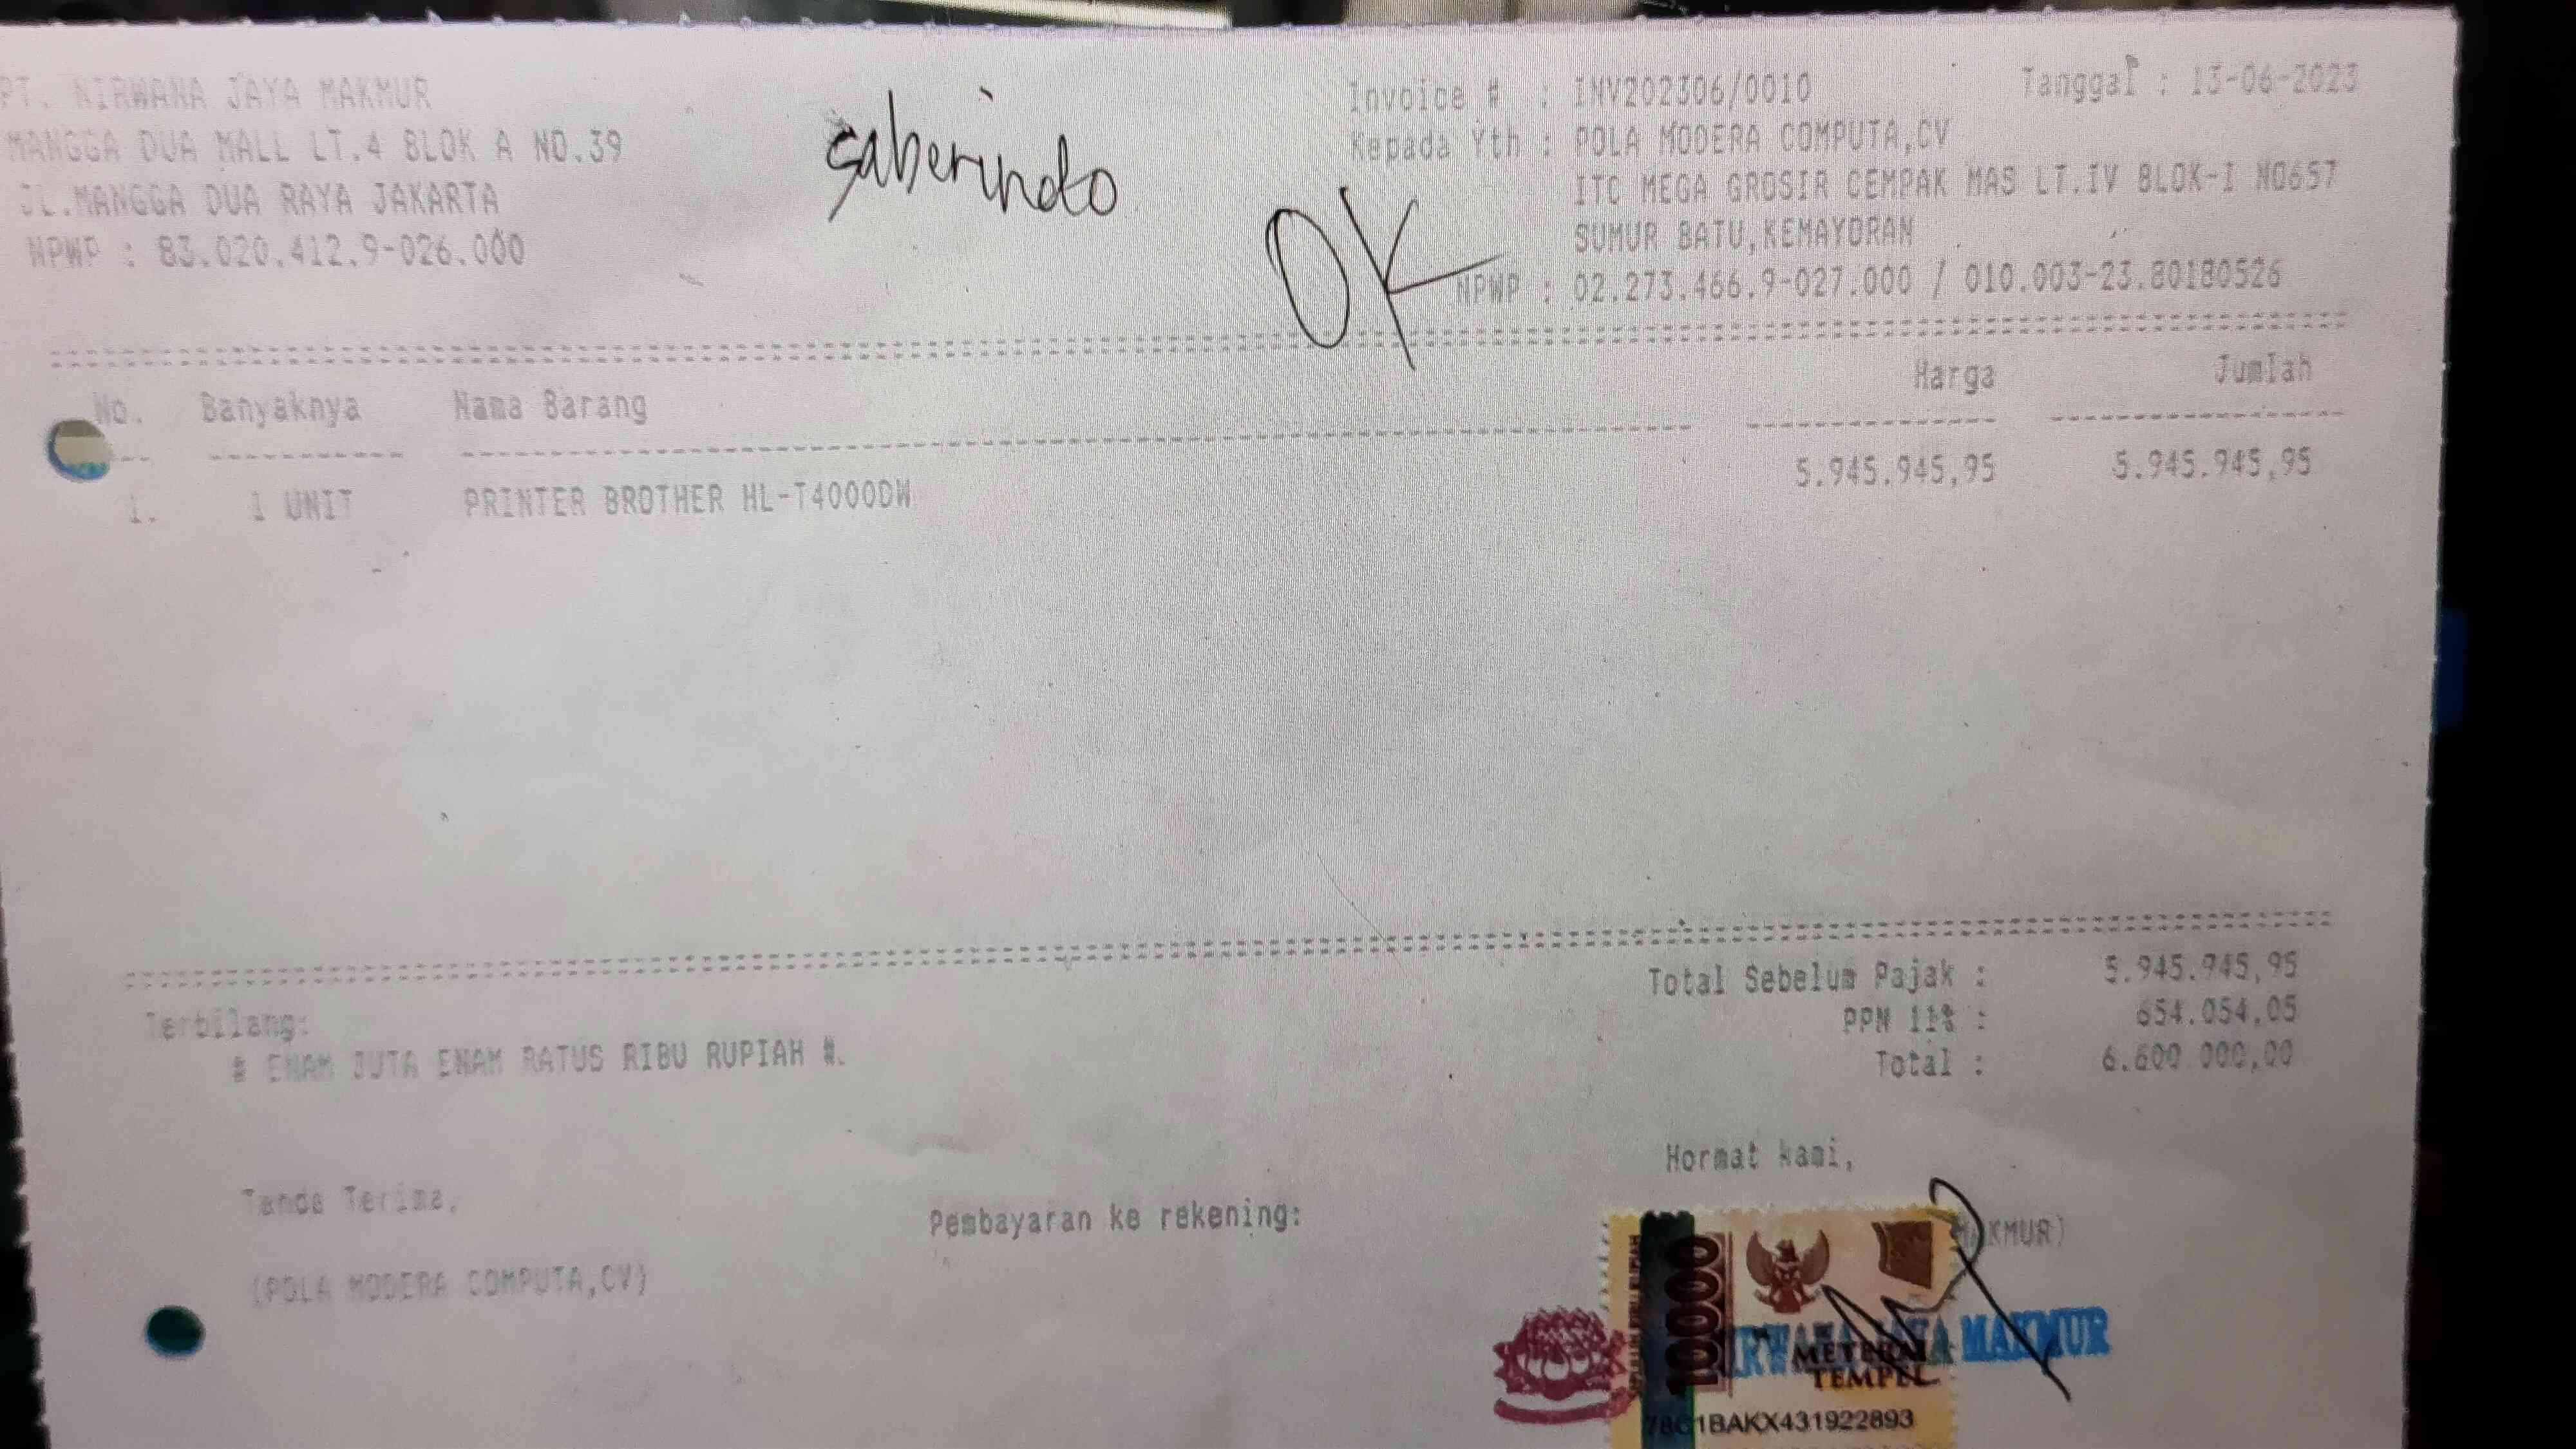 PT. NIRWANA JAYA MAKMUR
MANGGA DUA MALL LT.4 BLOK A NO.39
JL.MANGGA DUA RAYA JAKARTA
NPWP : 83.020.412.9-026.000
saberindo
OK
Invoice # : INV202306/0010 Tanggal : 13-06-2023
Kepada Yth : POLA MODERA COMPUTA,CV
ITC MEGA GROSIR CEMPAK MAS LT.IV BLOK-I NO657
SUMUR BATU,KEMAYORAN
NPWP : 02.273.466.9-027.000 / 010.003-23.80180526
No. Banyaknya Nama Barang Harga Jumlah
1. 1 UNIT PRINTER BROTHER HL-T4000DW 5.945.945,95 5.945.945,95
Total Sebelum Pajak : 5.945.945,95
PPN 11% : 654.054,05
Total : 6.600.000,00
Terbilang:
# ENAM JUTA ENAM RATUS RIBU RUPIAH #.
Tanda Terima,
(POLA MODERA COMPUTA,CV)
Pembayaran ke rekening:
Hormat kami,
MAKMUR)
10000
IRWANA JAYA MAKMUR
METERAI
TEMPEL
1BAKX431922893